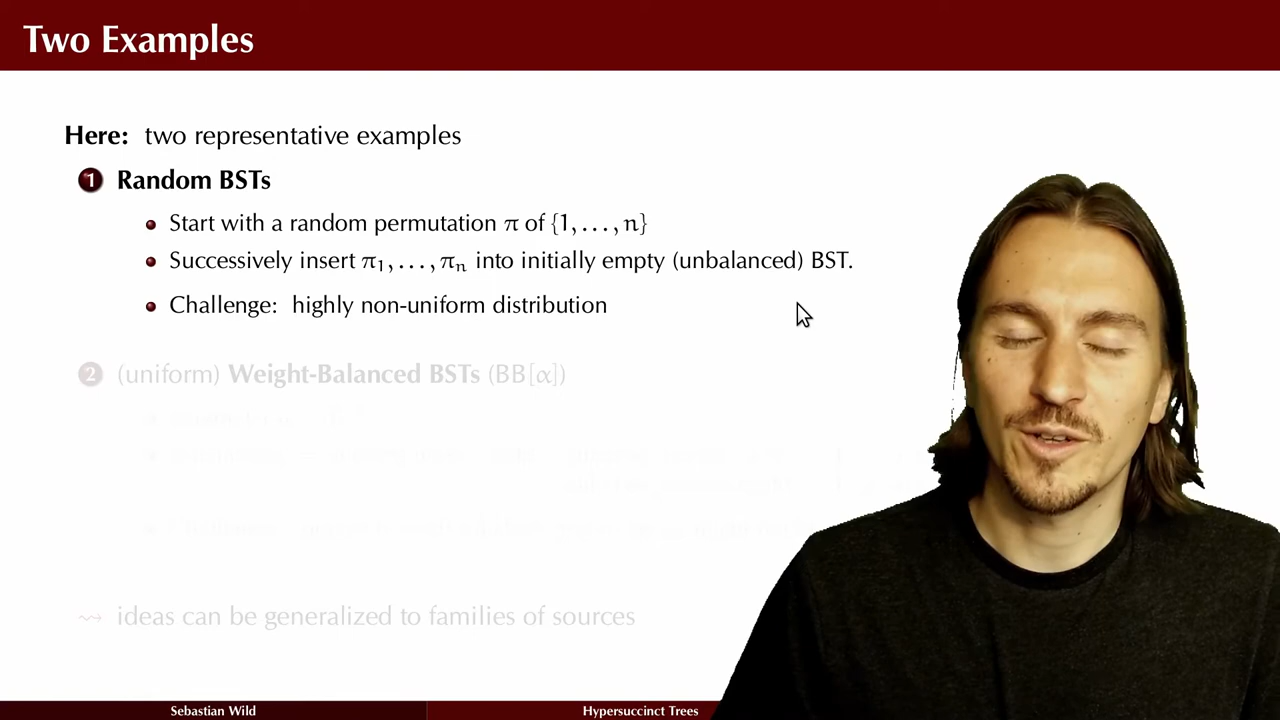 Two Examples
Here: two representative examples
1 Random BSTs
• Start with a random permutation π of {1, . . . , n}
• Successively insert π₁, . . . , πₙ into initially empty (unbalanced) BST.
• Challenge: highly non-uniform distribution
2 (uniform) Weight-Balanced BSTs (BB[α])
⇝ ideas can be generalized to families of sources
Sebastian Wild
Hypersuccinct Trees